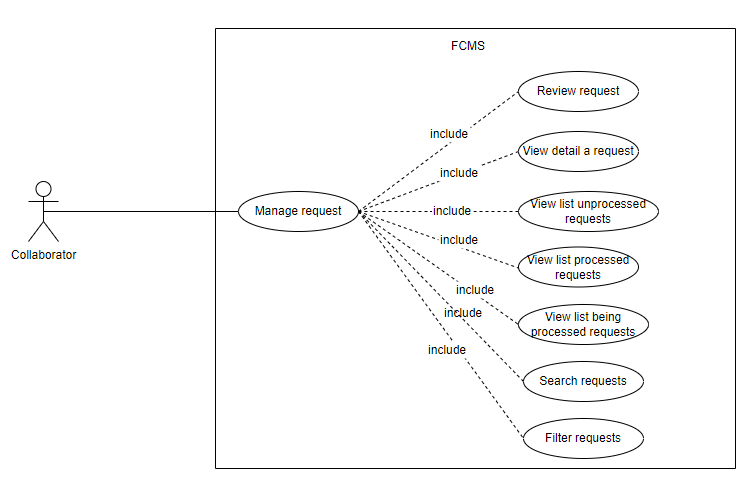 FCMS
Review request
include
View detail a request
include
View list unprocessed
requests
include
Manage request
Collaborator
include
View list processed
requests
include
View list being
processed requests
include
Search requests
include
Filter requests